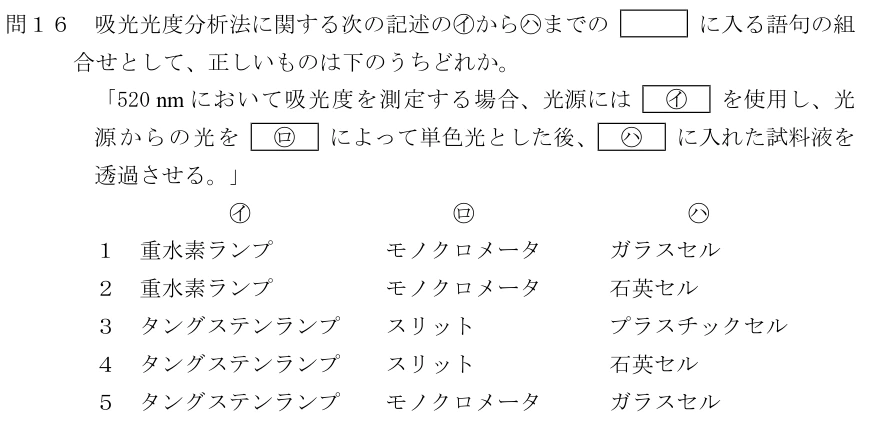 問１６　吸光光度分析法に関する次の記述の㋑から㋩までの　　　に入る語句の組
合せとして、正しいものは下のうちどれか。
「520 nm において吸光度を測定する場合、光源には ㋑ を使用し、光
源からの光を ㋺ によって単色光とした後、 ㋩ に入れた試料液を
透過させる。」
㋑　㋺　㋩
１　重水素ランプ　モノクロメータ　ガラスセル
２　重水素ランプ　モノクロメータ　石英セル
３　タングステンランプ　スリット　プラスチックセル
４　タングステンランプ　スリット　石英セル
５　タングステンランプ　モノクロメータ　ガラスセル